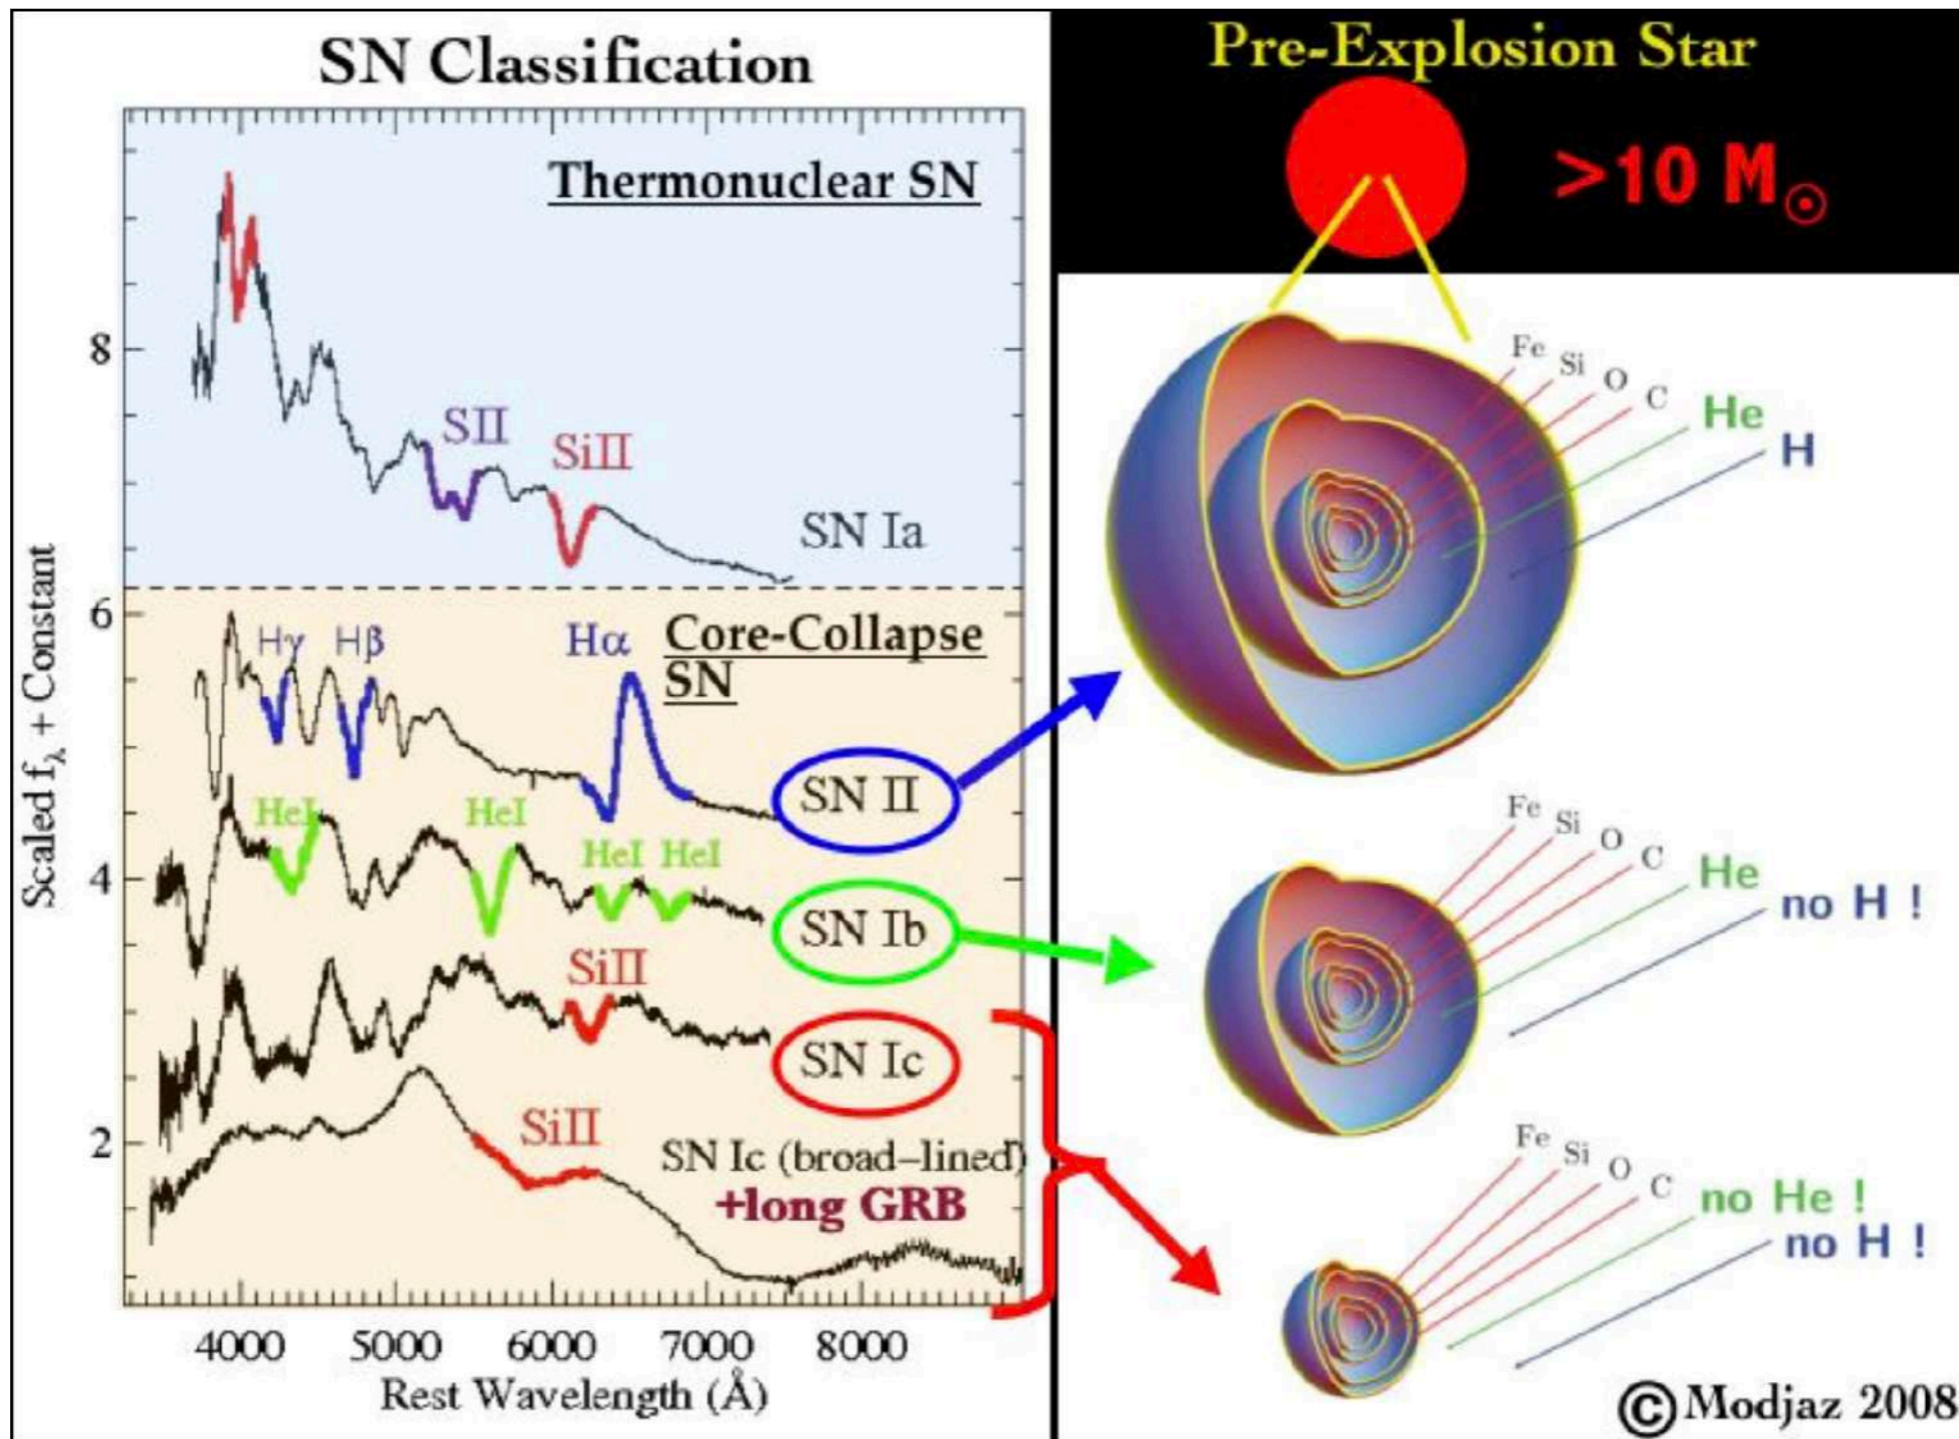 SN Classification
Thermonuclear SN
SII
SiII
SN Ia
Hγ
Hβ
Hα
Core-Collapse
SN
SN II
HeI
HeI
HeI
HeI
SN Ib
SiII
SN Ic
SiII
SN Ic (broad–lined)
+long GRB
8
6
4
2
Scaled fλ + Constant
4000
5000
6000
7000
8000
Rest Wavelength (Å)
Pre-Explosion Star
>10 M☉
Fe
Si
O
C
He
H
Fe
Si
O
C
He
no H !
Fe
Si
O
C
no He !
no H !
© Modjaz 2008